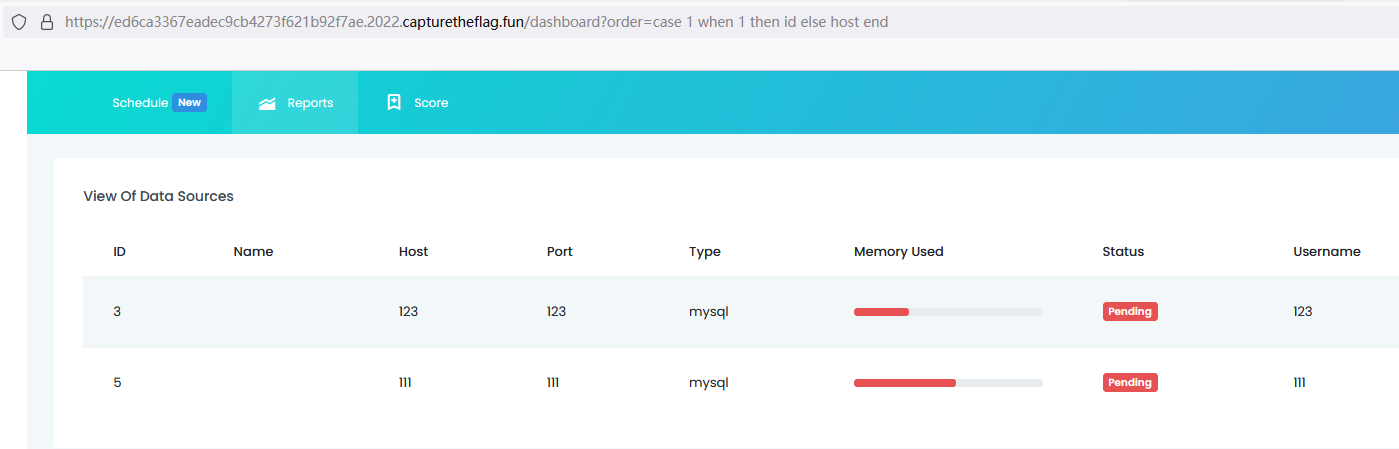 https://ed6ca3367eadec9cb4273f621b92f7ae.2022.capturetheflag.fun/dashboard?order=case 1 when 1 then id else host end
Schedule New Reports Score
View Of Data Sources
ID Name Host Port Type Memory Used Status Username
3 123 123 mysql Pending 123
5 111 111 mysql Pending 111